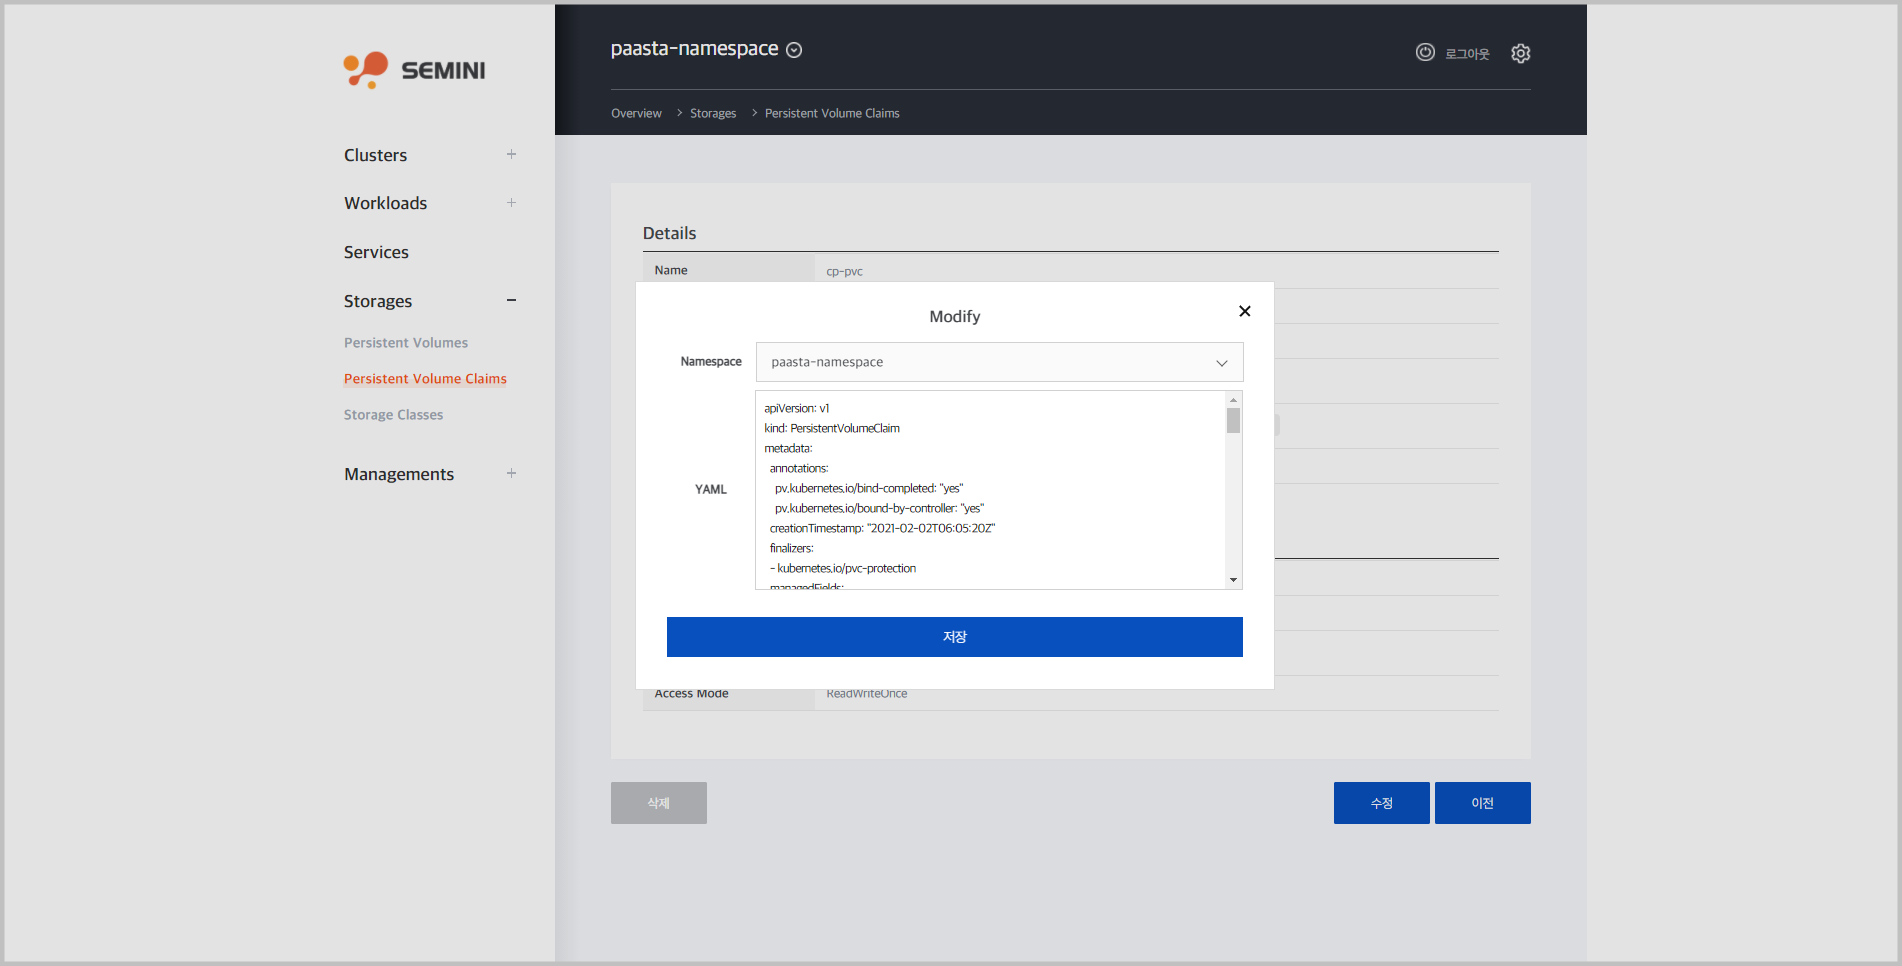 SEMINI
Clusters
Workloads
Services
Storages
Persistent Volumes
Persistent Volume Claims
Storage Classes
Managements
paasta-namespace
로그아웃
Overview > Storages > Persistent Volume Claims
Details
Name cp-pvc
Modify
Namespace paasta-namespace
YAML
apiVersion: v1
kind: PersistentVolumeClaim
metadata:
annotations:
pv.kubernetes.io/bind-completed: "yes"
pv.kubernetes.io/bound-by-controller: "yes"
creationTimestamp: "2021-02-02T06:05:20Z"
finalizers:
- kubernetes.io/pvc-protection
managedFields:
저장
Access Mode ReadWriteOnce
삭제
수정
이전